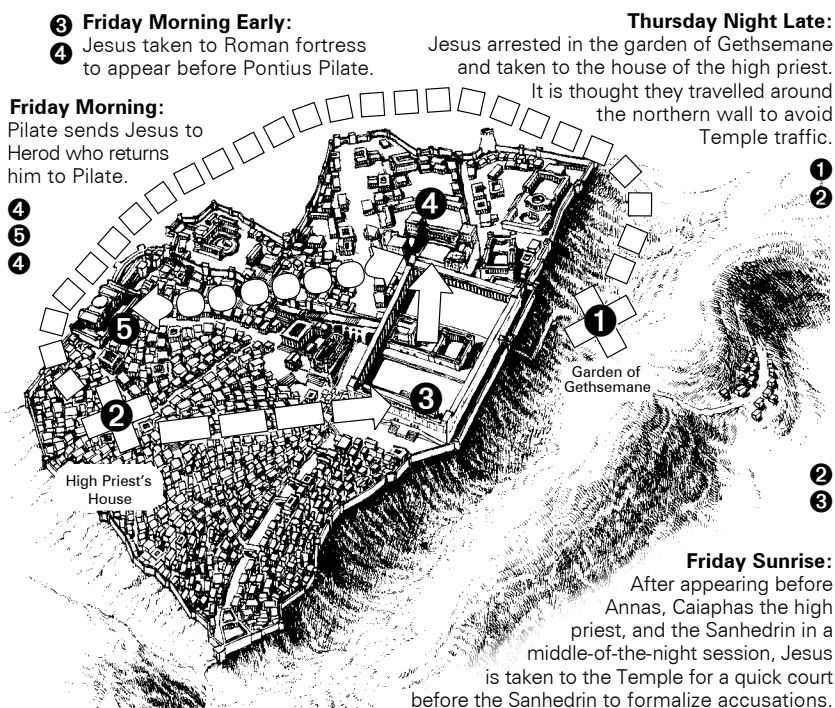 ❸ Friday Morning Early:
❹ Jesus taken to Roman fortress
to appear before Pontius Pilate.
Thursday Night Late:
Jesus arrested in the garden of Gethsemane
and taken to the house of the high priest.
It is thought they travelled around
the northern wall to avoid
Temple traffic.
❶
❷
Friday Morning:
Pilate sends Jesus to
Herod who returns
him to Pilate.
❹
❺
❹
❹
❺
❶
Garden of
Gethsemane
❸
❷
High Priest's
House
❷
❸
Friday Sunrise:
After appearing before
Annas, Caiaphas the high
priest, and the Sanhedrin in a
middle-of-the-night session, Jesus
is taken to the Temple for a quick court
before the Sanhedrin to formalize accusations.